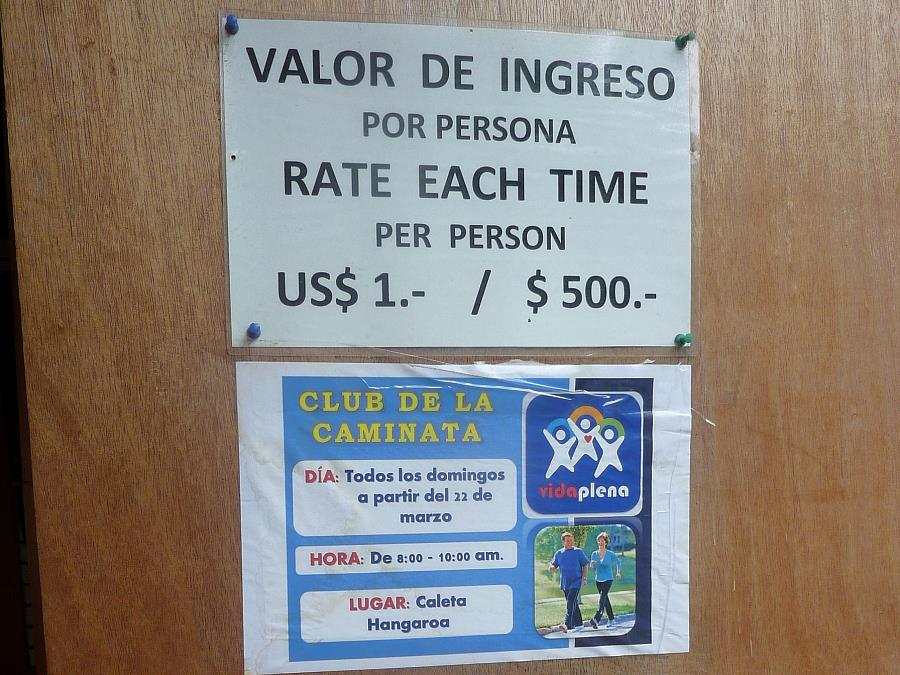 VALOR DE INGRESO
POR PERSONA
RATE EACH TIME
PER PERSON
US$ 1.- / $ 500.-
CLUB DE LA
CAMINATA
DÍA: Todos los domingos
a partir del 22 de
marzo
HORA: De 8:00 - 10:00 am.
LUGAR: Caleta
Hangaroa
vidaplena